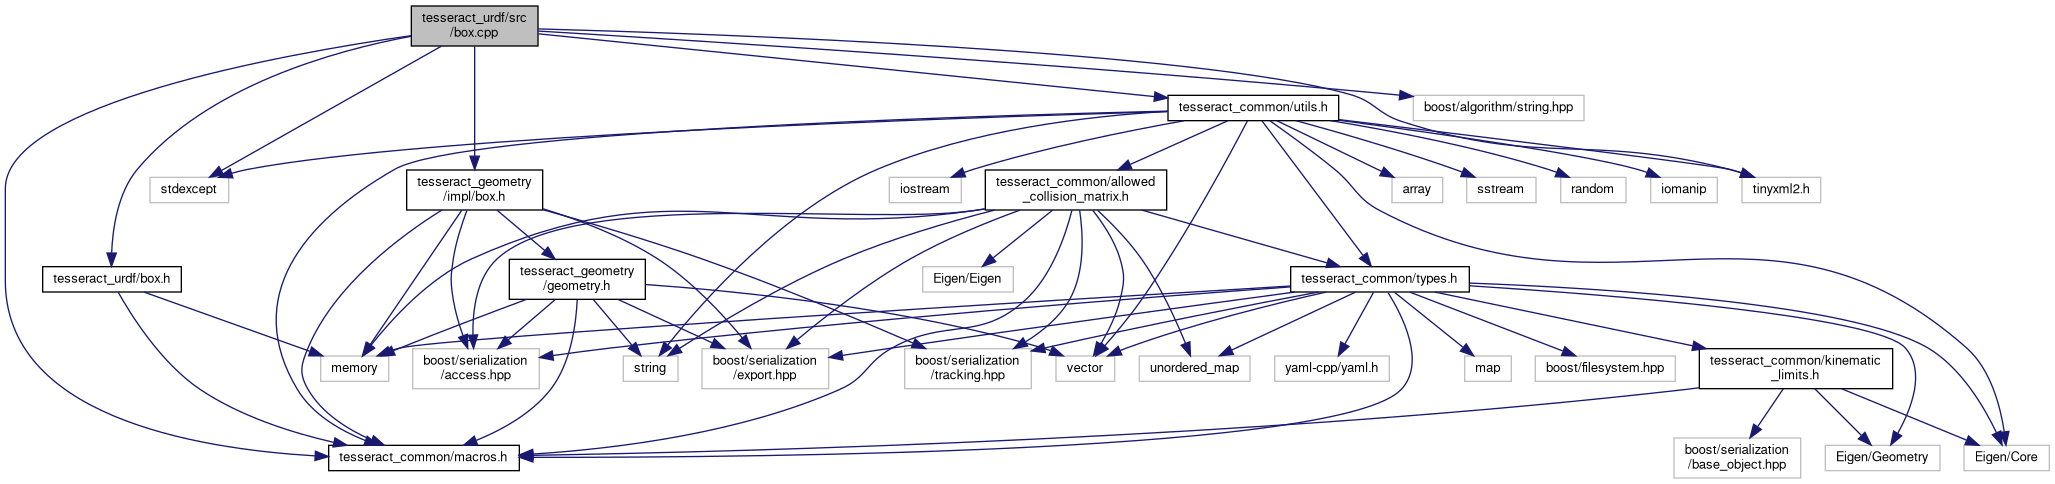 tesseract_urdf/src
/box.cpp
tesseract_common/utils.h
boost/algorithm/string.hpp
stdexcept
tesseract_geometry
/impl/box.h
iostream
tesseract_common/allowed
_collision_matrix.h
array
sstream
random
iomanip
tinyxml2.h
tesseract_urdf/box.h
tesseract_geometry
/geometry.h
Eigen/Eigen
tesseract_common/types.h
memory
boost/serialization
/access.hpp
string
boost/serialization
/export.hpp
boost/serialization
/tracking.hpp
vector
unordered_map
yaml-cpp/yaml.h
map
boost/filesystem.hpp
tesseract_common/kinematic
_limits.h
tesseract_common/macros.h
boost/serialization
/base_object.hpp
Eigen/Geometry
Eigen/Core